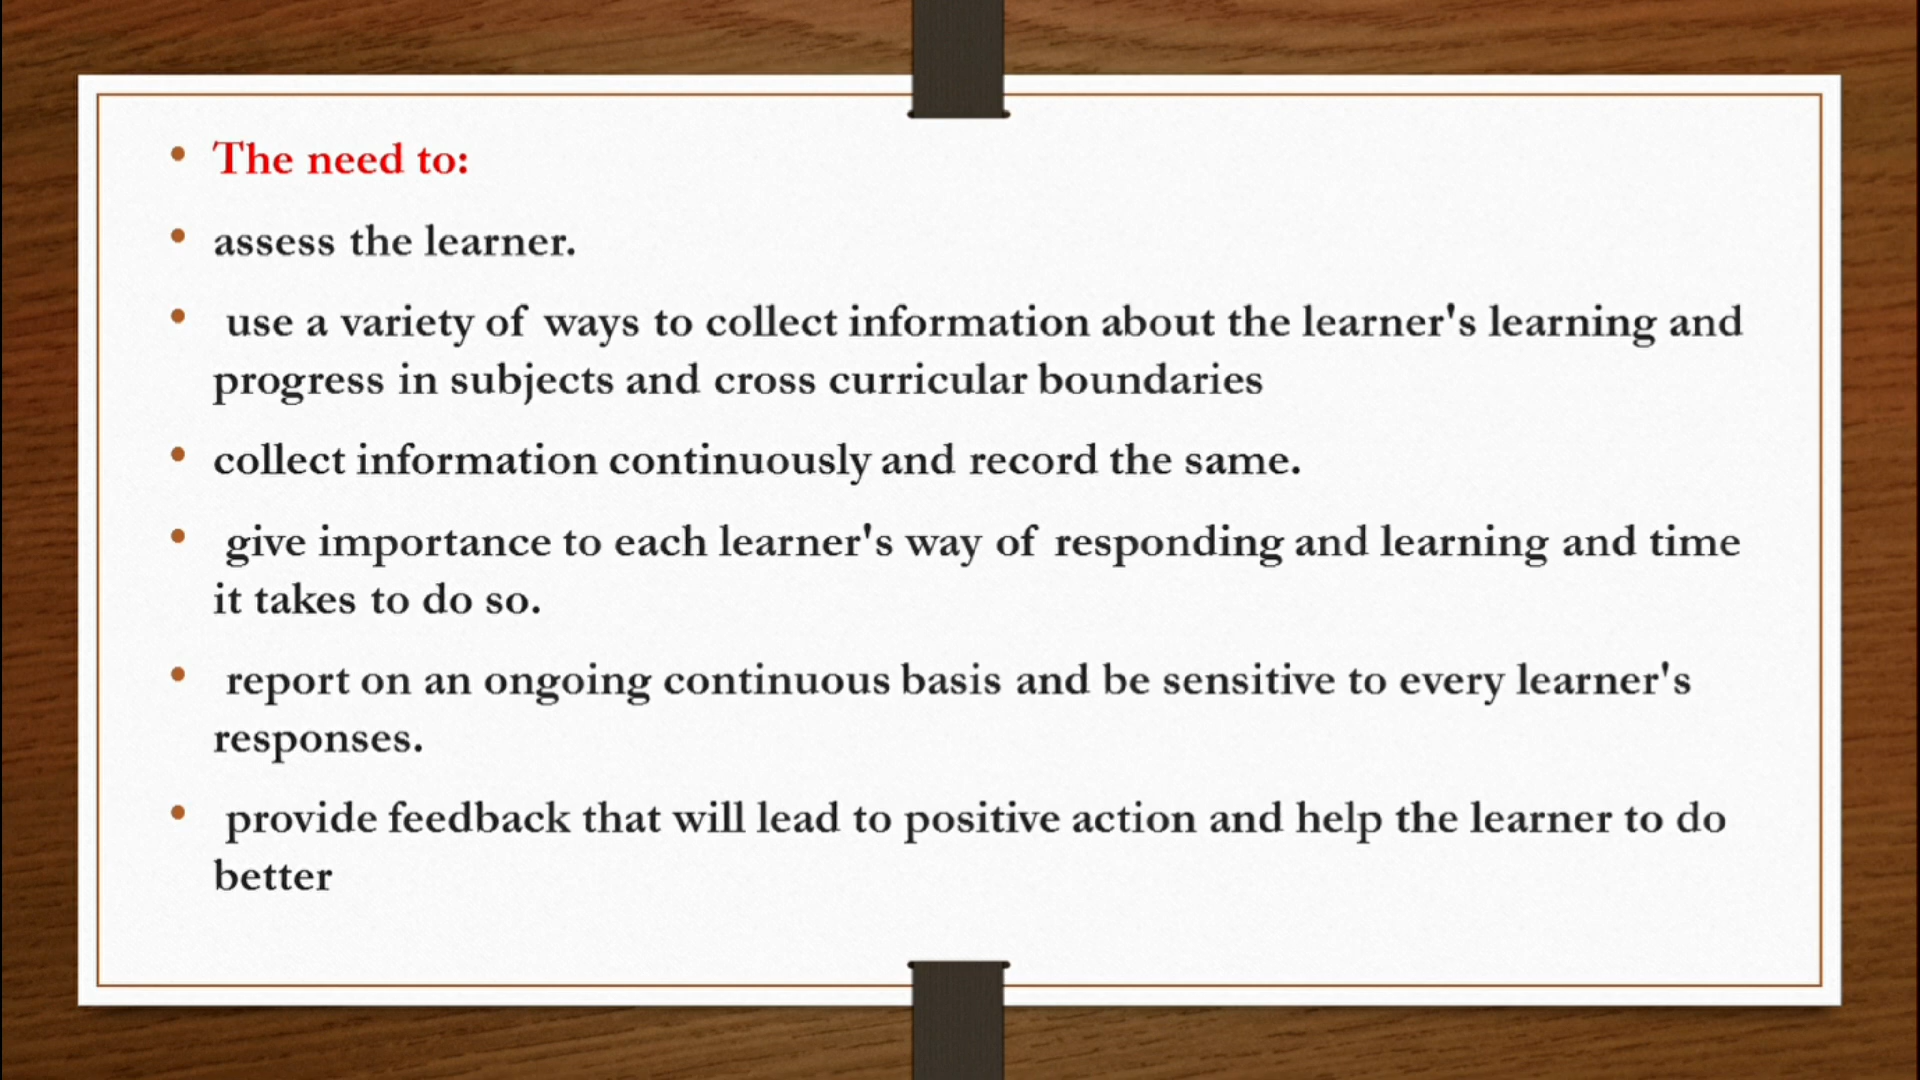 • The need to:
• assess the learner.
• use a variety of ways to collect information about the learner's learning and
progress in subjects and cross curricular boundaries
• collect information continuously and record the same.
• give importance to each learner's way of responding and learning and time
it takes to do so.
• report on an ongoing continuous basis and be sensitive to every learner's
responses.
• provide feedback that will lead to positive action and help the learner to do
better